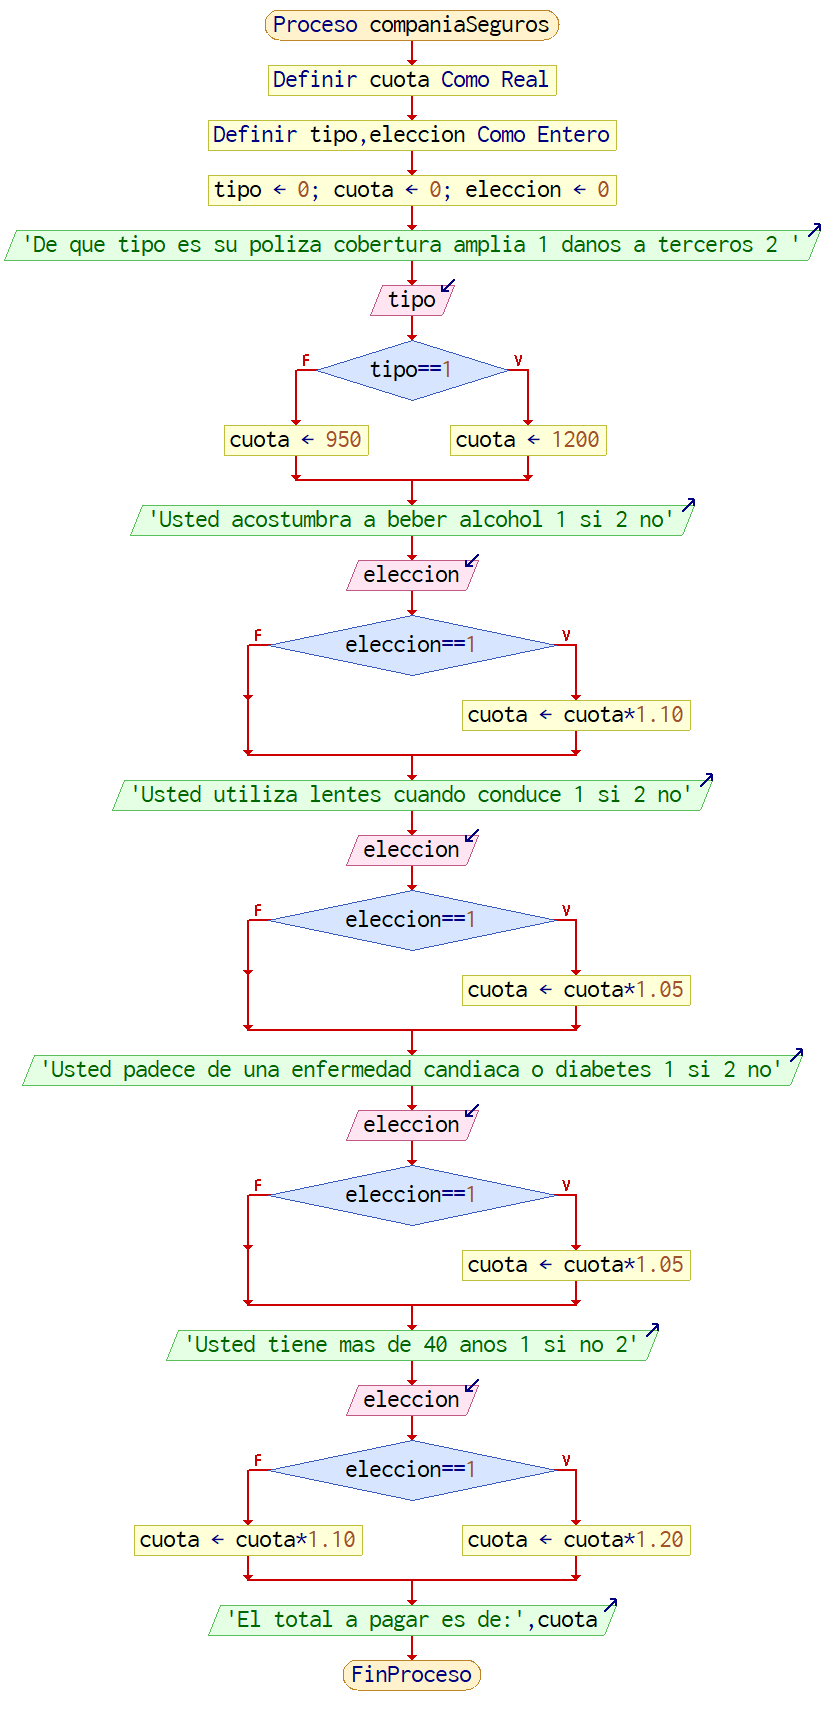 Proceso companiaSeguros
Definir cuota Como Real
Definir tipo,eleccion Como Entero
tipo ← 0; cuota ← 0; eleccion ← 0
'De que tipo es su poliza cobertura amplia 1 danos a terceros 2 '
tipo
F
V
tipo==1
cuota ← 950
cuota ← 1200
'Usted acostumbra a beber alcohol 1 si 2 no'
eleccion
F
V
eleccion==1
cuota ← cuota*1.10
'Usted utiliza lentes cuando conduce 1 si 2 no'
eleccion
F
V
eleccion==1
cuota ← cuota*1.05
'Usted padece de una enfermedad candiaca o diabetes 1 si 2 no'
eleccion
F
V
eleccion==1
cuota ← cuota*1.05
'Usted tiene mas de 40 anos 1 si no 2'
eleccion
F
V
eleccion==1
cuota ← cuota*1.10
cuota ← cuota*1.20
'El total a pagar es de:',cuota
FinProceso